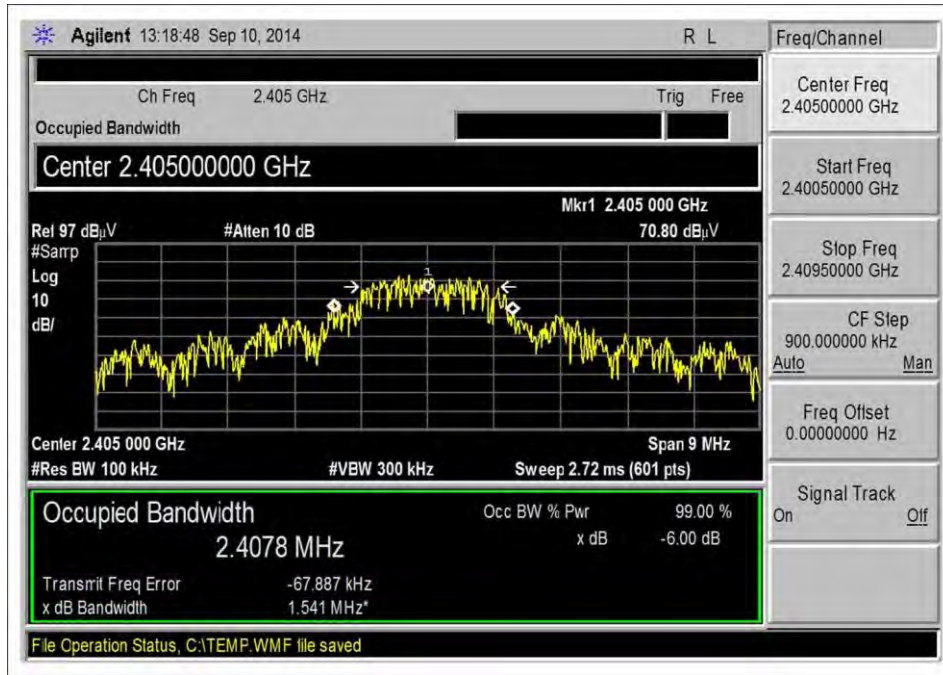 Agilent 13:18:48 Sep 10, 2014 R L
Freq/Channel
Ch Freq 2.405 GHz Trig Free
Occupied Bandwidth
Center 2.405000000 GHz
Mkr1 2.405 000 GHz
Ref 97 dBµV #Atten 10 dB 70.80 dBµV
#Samp
Log
10
dB/
1
Center 2.405 000 GHz Span 9 MHz
#Res BW 100 kHz #VBW 300 kHz Sweep 2.72 ms (601 pts)
Occupied Bandwidth Occ BW % Pwr 99.00 %
2.4078 MHz x dB -6.00 dB
Transmit Freq Error -67.887 kHz
x dB Bandwidth 1.541 MHz*
File Operation Status, C:\TEMP.WMF file saved
Center Freq
2.40500000 GHz
Start Freq
2.40050000 GHz
Stop Freq
2.40950000 GHz
CF Step
900.000000 kHz
Auto Man
Freq Offset
0.00000000 Hz
Signal Track
On Off